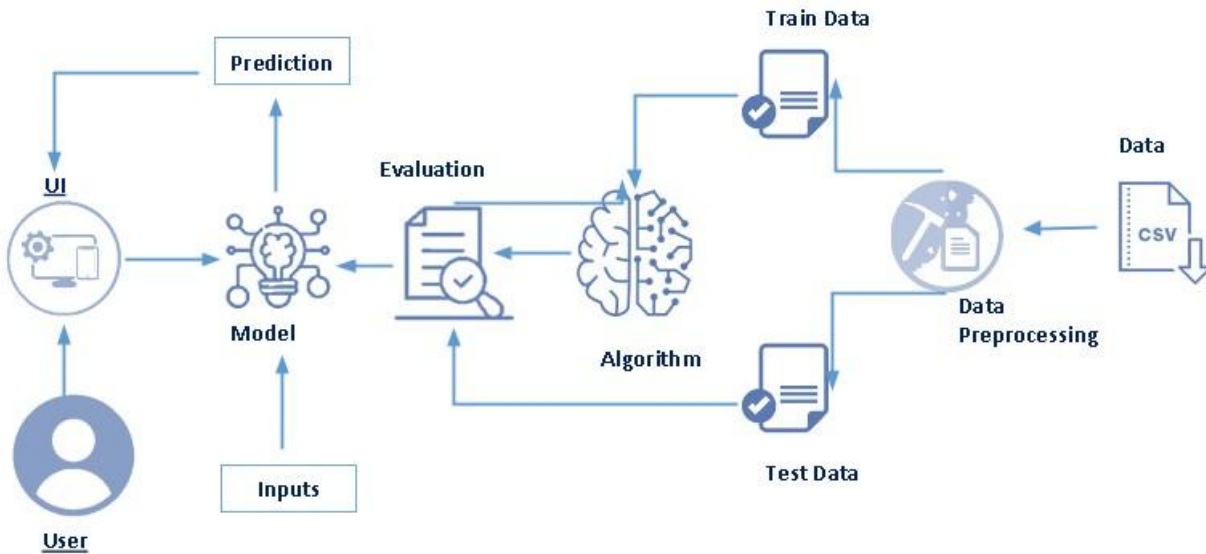 Train Data
Prediction
Data
Evaluation
UI
CSV
Data
Preprocessing
Model
Algorithm
Test Data
Inputs
User